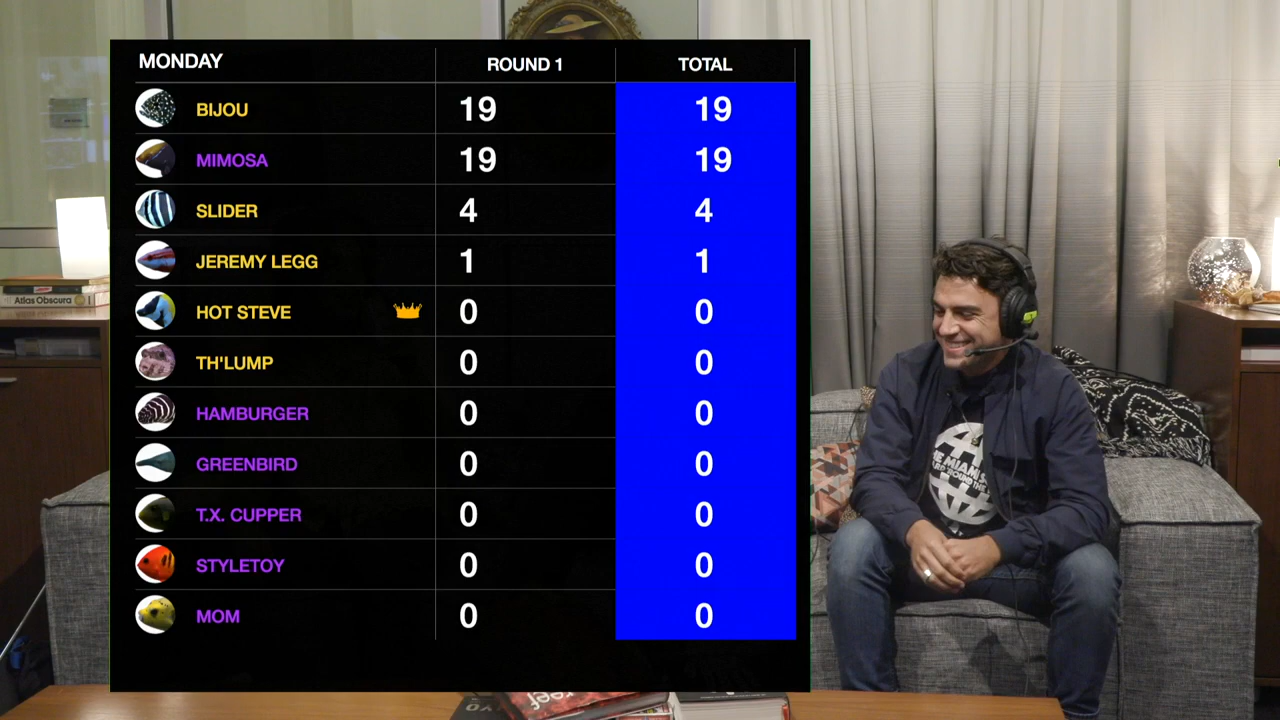 MONDAY ROUND 1 TOTAL
BIJOU 19 19
MIMOSA 19 19
SLIDER 4 4
JEREMY LEGG 1 1
HOT STEVE 0 0
TH'LUMP 0 0
HAMBURGER 0 0
GREENBIRD 0 0
T.X. CUPPER 0 0
STYLETOY 0 0
MOM 0 0
Atlas Obscura